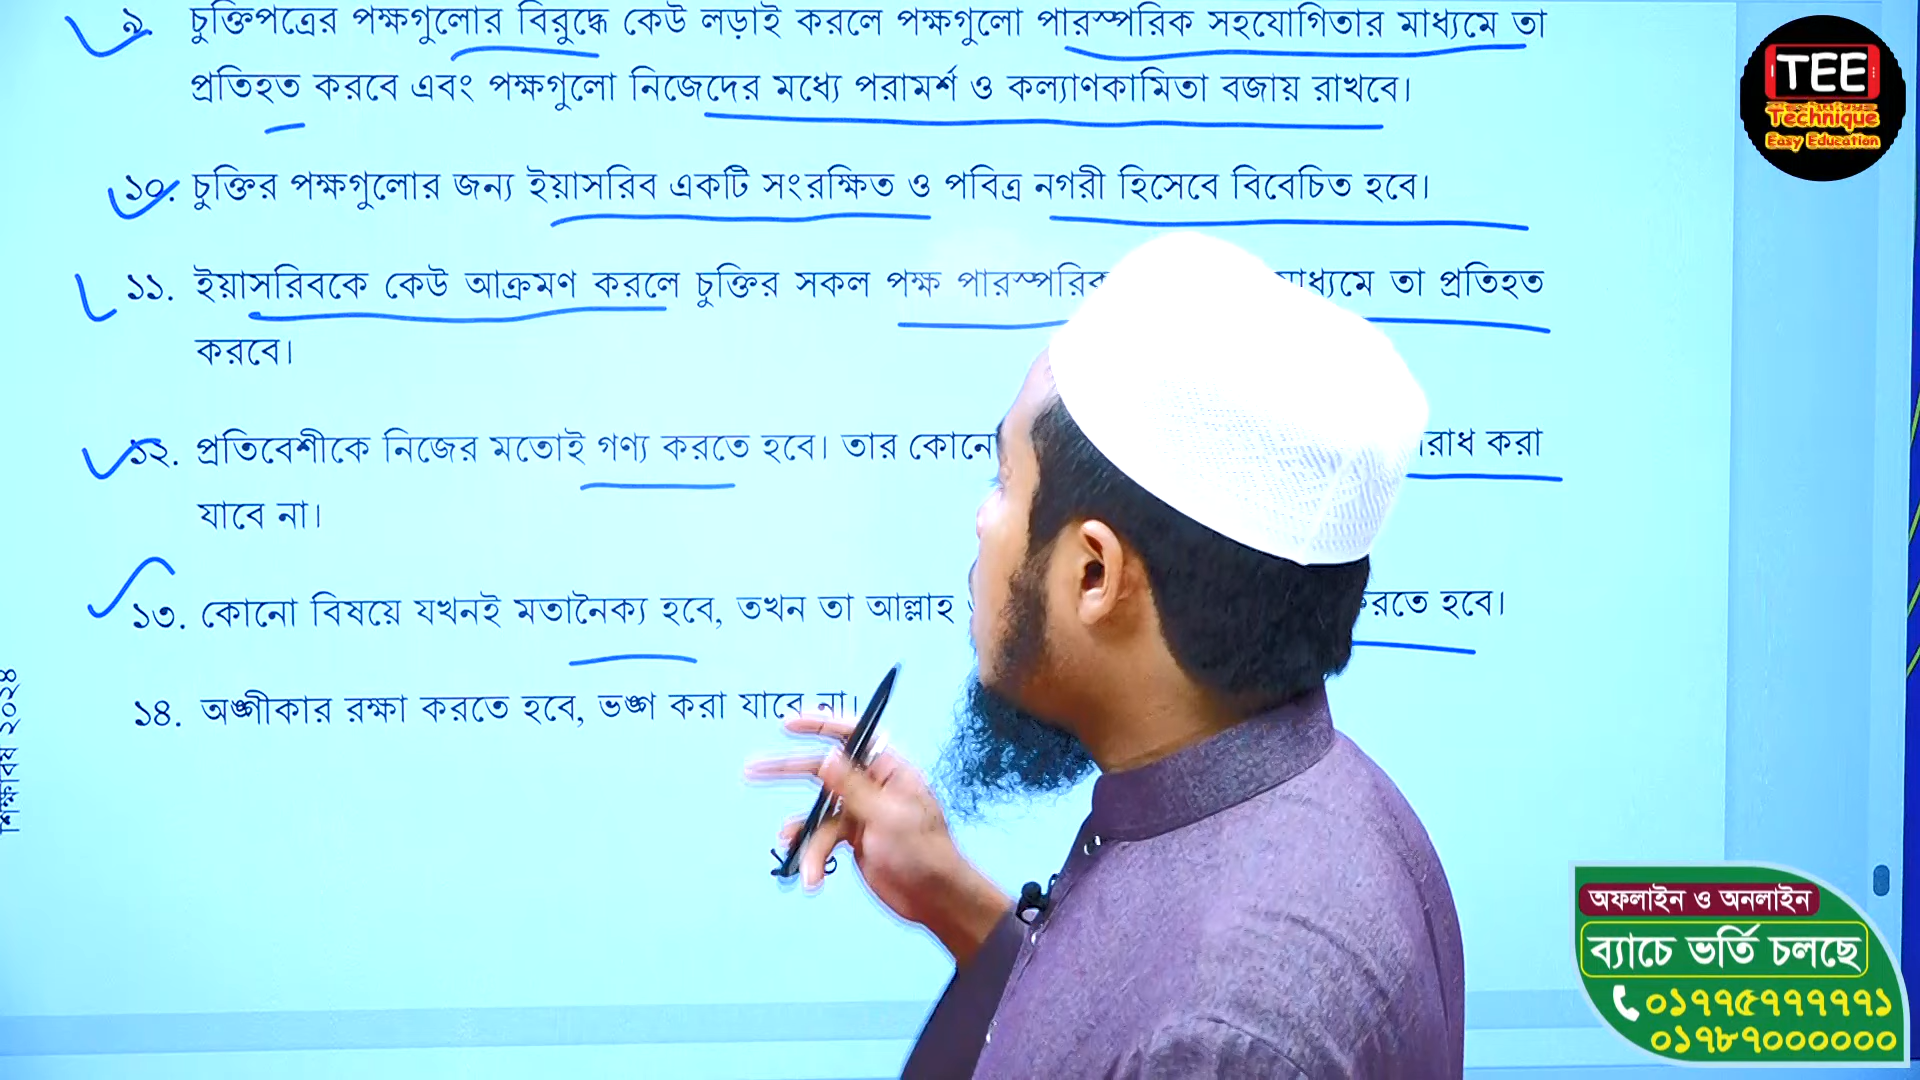 ৯. চুক্তিপত্রের পক্ষগুলোর বিরুদ্ধে কেউ লড়াই করলে পক্ষগুলো পারস্পরিক সহযোগিতার মাধ্যমে তা
প্রতিহত করবে এবং পক্ষগুলো নিজেদের মধ্যে পরামর্শ ও কল্যাণকামিতা বজায় রাখবে।
১০. চুক্তির পক্ষগুলোর জন্য ইয়াসরিব একটি সংরক্ষিত ও পবিত্র নগরী হিসেবে বিবেচিত হবে।
১১. ইয়াসরিবকে কেউ আক্রমণ করলে চুক্তির সকল পক্ষ পারস্পরিক মাধ্যমে তা প্রতিহত
করবে।
১২. প্রতিবেশীকে নিজের মতোই গণ্য করতে হবে। তার কোনো করা
যাবে না।
১৩. কোনো বিষয়ে যখনই মতানৈক্য হবে, তখন তা আল্লাহ করতে হবে।
১৪. অঙ্গীকার রক্ষা করতে হবে, ভঙ্গ করা যাবে না।
শিক্ষাবর্ষ ২০২৪
TEE
Technique
Easy Education
অফলাইন ও অনলাইন
ব্যাচে ভর্তি চলছে
০১৭৭৫৭৭৭৭৭১
০১৭৮৭০০০০০০